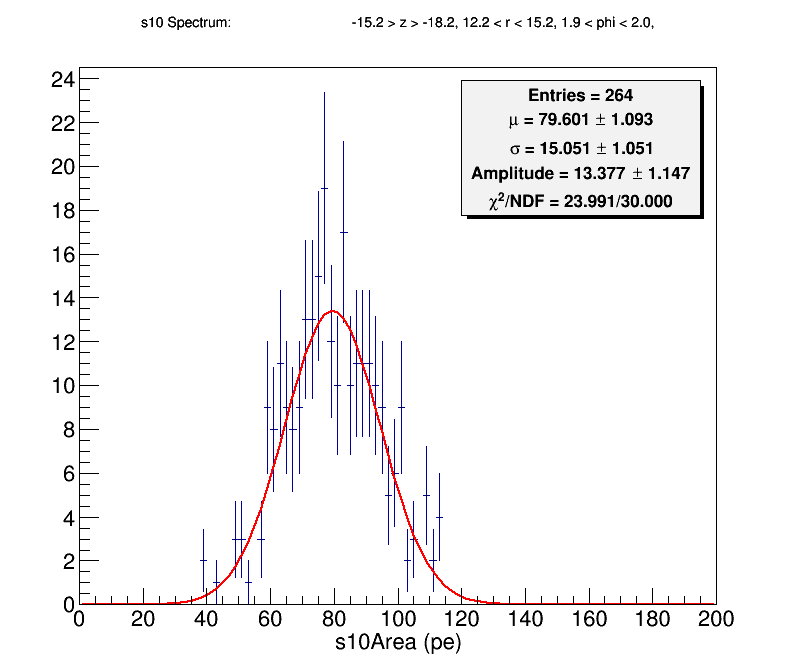 s10 Spectrum: -15.2 > z > -18.2, 12.2 < r < 15.2, 1.9 < phi < 2.0,
Entries = 264
μ = 79.601 ± 1.093
σ = 15.051 ± 1.051
Amplitude = 13.377 ± 1.147
χ²/NDF = 23.991/30.000
24
22
20
18
16
14
12
10
8
6
4
2
0
0 20 40 60 80 100 120 140 160 180 200
s10Area (pe)